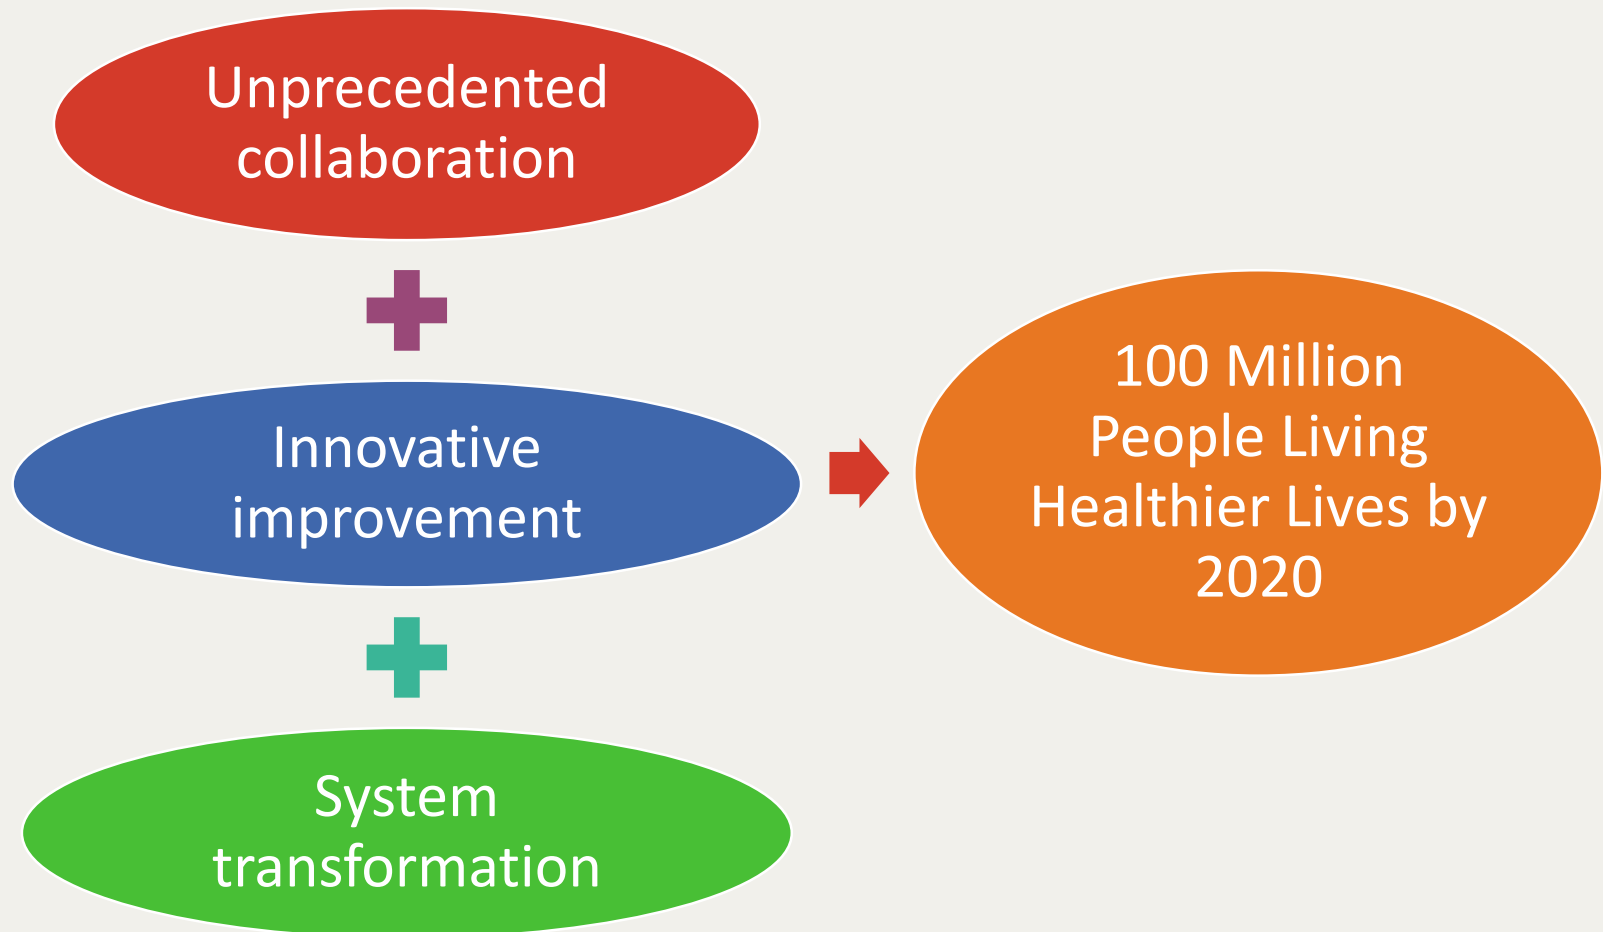 Unprecedented
collaboration
Innovative
improvement
System
transformation
100 Million
People Living
Healthier Lives by
2020